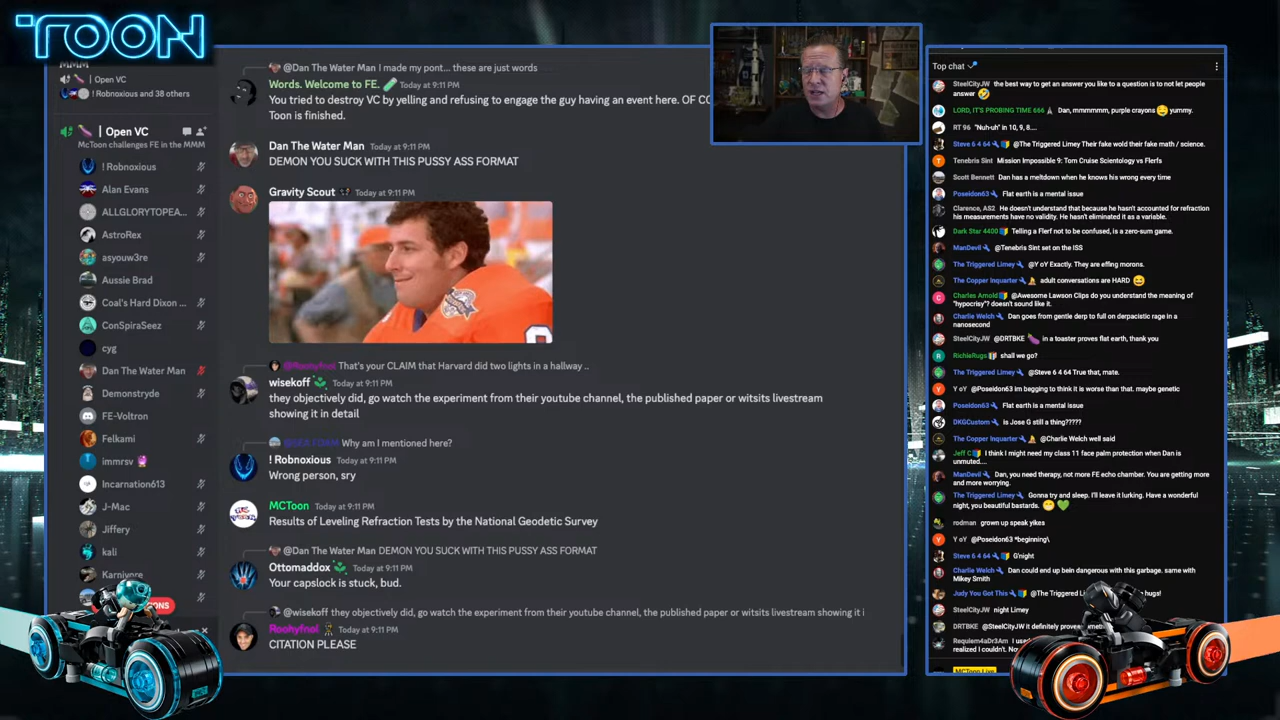 TOON
Open VC
! Robnoxious and 38 others
Open VC
McToon challenges FE in the MMM
! Robnoxious
Alan Evans
ALLGLORYTOPEA...
AstroRex
asyouw3re
Aussie Brad
Coal's Hard Dixon ...
ConSpiraSeez
cyg
Dan The Water Man
Demonstryde
FE-Voltron
Felkami
immrsv
Incarnation613
J-Mac
Jiffery
kali
Karnivore
@Dan The Water Man I made my pont... these are just words
Words. Welcome to FE. Today at 9:11 PM
You tried to destroy VC by yelling and refusing to engage the guy having an event here. OF CO
Toon is finished.
Dan The Water Man Today at 9:11 PM
DEMON YOU SUCK WITH THIS PUSSY ASS FORMAT
Gravity Scout Today at 9:11 PM
@Roohyfool That's your CLAIM that Harvard did two lights in a hallway ..
wisekoff Today at 9:11 PM
they objectively did, go watch the experiment from their youtube channel, the published paper or witsits livestream
showing it in detail
Why am I mentioned here?
! Robnoxious Today at 9:11 PM
Wrong person, sry
MCToon Today at 9:11 PM
Results of Leveling Refraction Tests by the National Geodetic Survey
@Dan The Water Man DEMON YOU SUCK WITH THIS PUSSY ASS FORMAT
Ottomaddox Today at 9:11 PM
Your capslock is stuck, bud.
@wisekoff they objectively did, go watch the experiment from their youtube channel, the published paper or witsits livestream showing it i
Roohyfool Today at 9:11 PM
CITATION PLEASE
Top chat
SteelCityJW the best way to get an answer you like to a question is to not let people
answer
LORD, IT'S PROBING TIME 666 Dan, mmmmmm, purple crayons yummy.
RT 96 "Nuh-uh" in 10, 9, 8....
Steve 6 4 64 @The Triggered Limey Their fake wold their fake math / science.
Tenebris Sint Mission Impossible 9: Tom Cruise Scientology vs Flerfs
Scott Bennett Dan has a meltdown when he knows his wrong every time
Poseidon63 Flat earth is a mental issue
Clarence, AS2 He doesn't understand that because he hasn't accounted for refraction
his measurements have no validity. He hasn't eliminated it as a variable.
Dark Star 4400 Telling a Flerf not to be confused, is a zero-sum game.
ManDevil @Tenebris Sint set on the ISS
The Triggered Limey @Y oY Exactly. They are effing morons.
The Copper Inquarter adult conversations are HARD
Charles Arnold @Awesome Lawson Clips do you understand the meaning of
"hypocrisy? doesn't sound like it.
Charlie Welch Dan goes from gentle derp to full on derpacistic rage in a
nanosecond
SteelCityJW @DRTBKE in a toaster proves flat earth, thank you
RichieRugs shall we go?
The Triggered Limey @Steve 6 4 64 True that, mate.
Y oY @Poseidon63 Im begging to think it is worse than that. maybe genetic
Poseidon63 Flat earth is a mental issue
DKGCustom is Jose G still a thing?????
The Copper Inquarter @Charlie Welch well said
Jeff C I think I might need my class 11 face palm protection when Dan is
unmuted....
ManDevil Dan, you need therapy, not more FE echo chamber. You are getting more
and more worrying.
The Triggered Limey Gonna try and sleep. I'll leave it lurking. Have a wonderful
night, you beautiful bastards.
rodman grown up speak yikes
Y oY @Poseidon63 *beginning\
Steve 6 4 64 G'night
Charlie Welch Dan could end up bein dangerous with this garbage. same with
Mikey Smith
Judy You Got This @The Triggered Li hugs!
SteelCityJW night Limey
DRTBKE @SteelCityJW it definitely proves
Requiem4aDr3Am I used
realized I couldn't.
MCToon Live